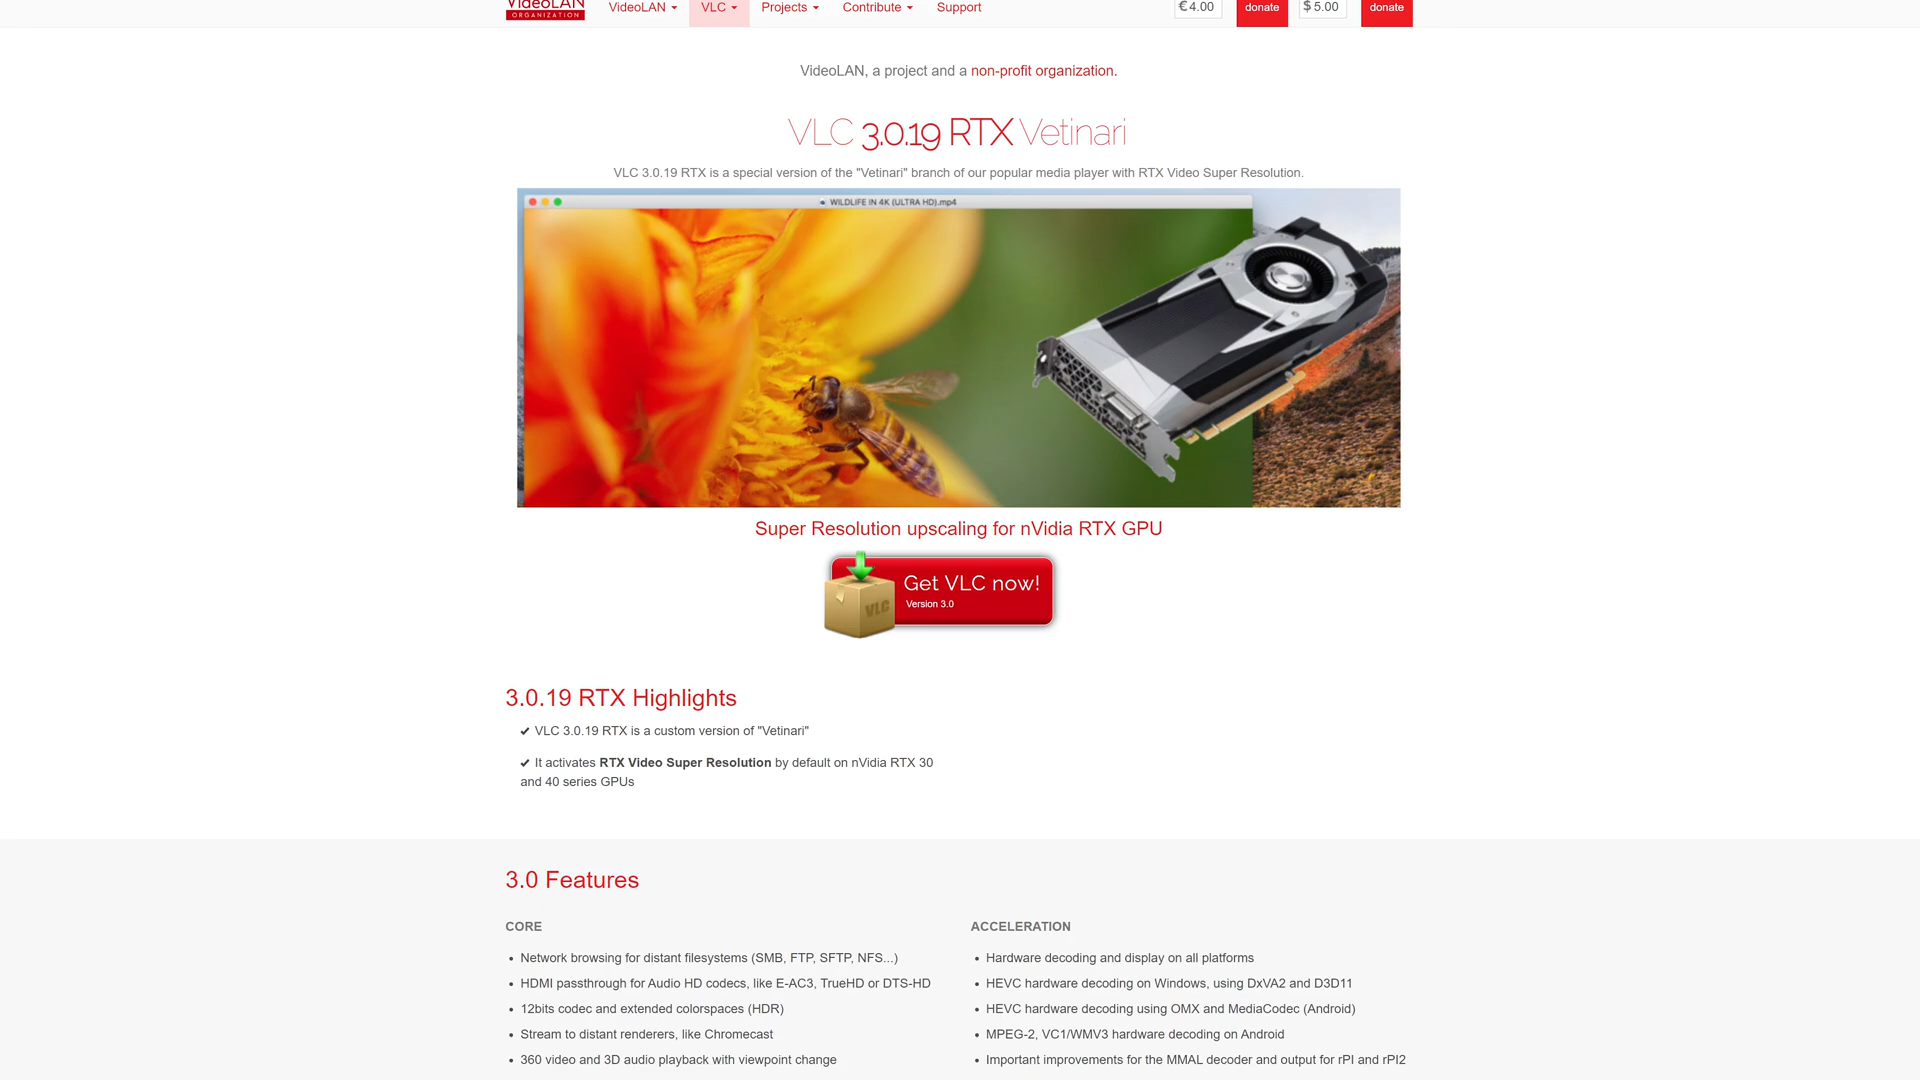 VideoLAN
ORGANIZATION
VideoLAN
VLC
Projects
Contribute
Support
€ 4.00
donate
$ 5.00
donate
VideoLAN, a project and a non-profit organization.
VLC 3.0.19 RTX Vetinari
VLC 3.0.19 RTX is a special version of the "Vetinari" branch of our popular media player with RTX Video Super Resolution.
WILDLIFE IN 4K (ULTRA HD).mp4
Super Resolution upscaling for nVidia RTX GPU
VLC
Get VLC now!
Version 3.0
3.0.19 RTX Highlights
VLC 3.0.19 RTX is a custom version of "Vetinari"
It activates RTX Video Super Resolution by default on nVidia RTX 30
and 40 series GPUs
3.0 Features
CORE
Network browsing for distant filesystems (SMB, FTP, SFTP, NFS...)
HDMI passthrough for Audio HD codecs, like E-AC3, TrueHD or DTS-HD
12bits codec and extended colorspaces (HDR)
Stream to distant renderers, like Chromecast
360 video and 3D audio playback with viewpoint change
ACCELERATION
Hardware decoding and display on all platforms
HEVC hardware decoding on Windows, using DxVA2 and D3D11
HEVC hardware decoding using OMX and MediaCodec (Android)
MPEG-2, VC1/WMV3 hardware decoding on Android
Important improvements for the MMAL decoder and output for rPI and rPI2